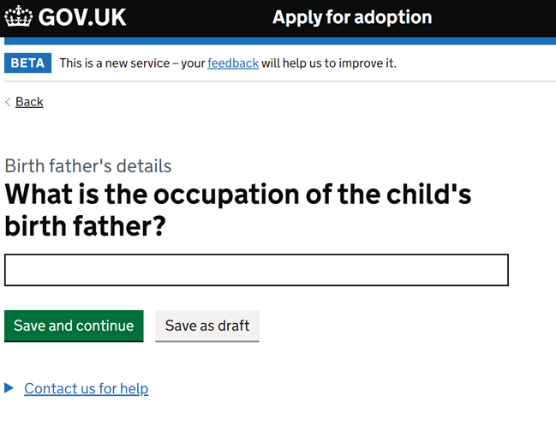 GOV.UK Apply for adoption
BETA This is a new service – your feedback will help us to improve it.
Back
Birth father's details
What is the occupation of the child's
birth father?
Save and continue Save as draft
Contact us for help